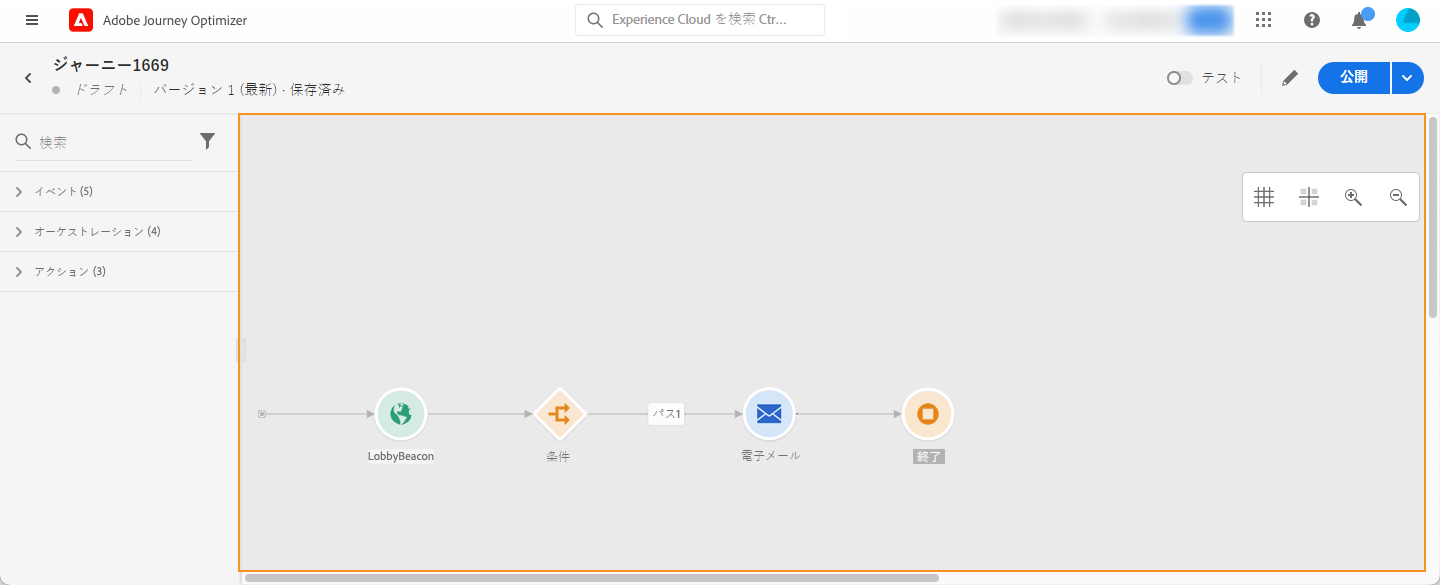 Adobe Journey Optimizer
Experience Cloud を検索 Ctr...
ジャーニー1669
ドラフト バージョン 1 (最新) · 保存済み
テスト
公開
検索
イベント (5)
オーケストレーション (4)
アクション (3)
パス1
LobbyBeacon
条件
電子メール
終了